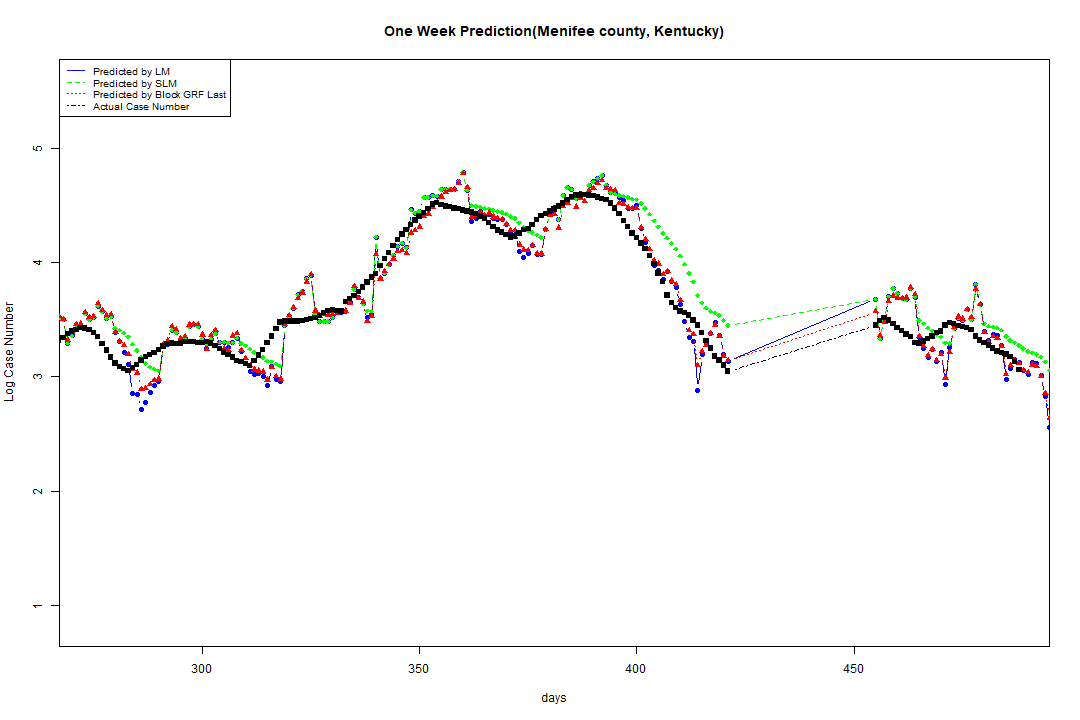 One Week Prediction(Menifee county, Kentucky)
Predicted by LM
Predicted by SLM
Predicted by Block GRF Last
Actual Case Number
5
4
3
2
1
Log Case Number
300 350 400 450
days